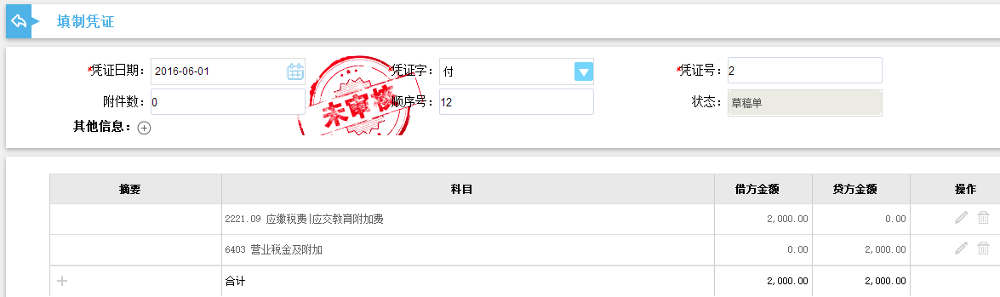 填制凭证
*凭证日期： 2016-06-01 *凭证字： 付 *凭证号： 2
附件数： 0 顺序号： 12 状态： 草稿单
未审核
其他信息：
摘要 科目 借方金额 贷方金额 操作
2221.09 应缴税费|应交教育附加费 2,000.00 0.00
6403 营业税金及附加 0.00 2,000.00
合计 2,000.00 2,000.00